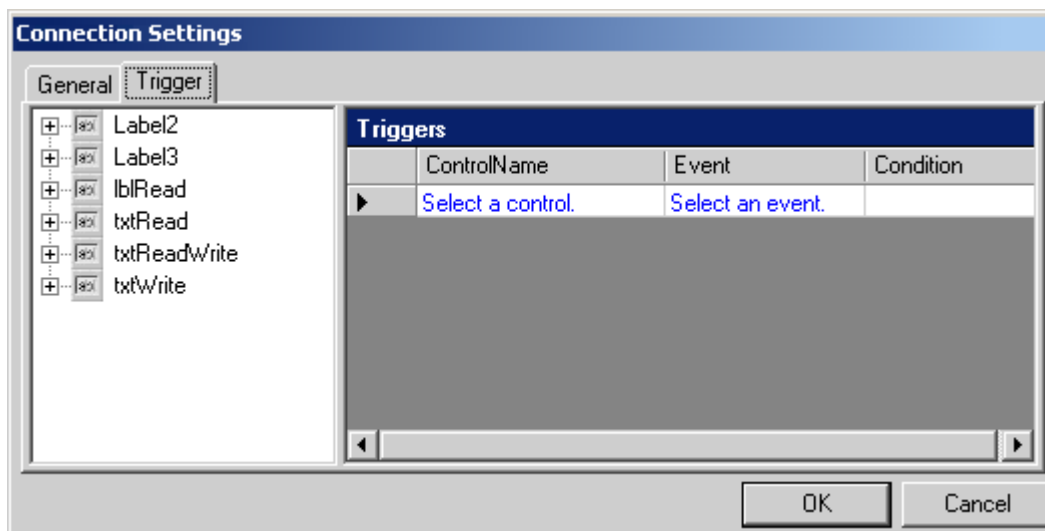 Connection Settings
General Trigger
Label2
Label3
lblRead
txtRead
txtReadWrite
txtWrite
Triggers
ControlName Event Condition
Select a control. Select an event.
OK Cancel